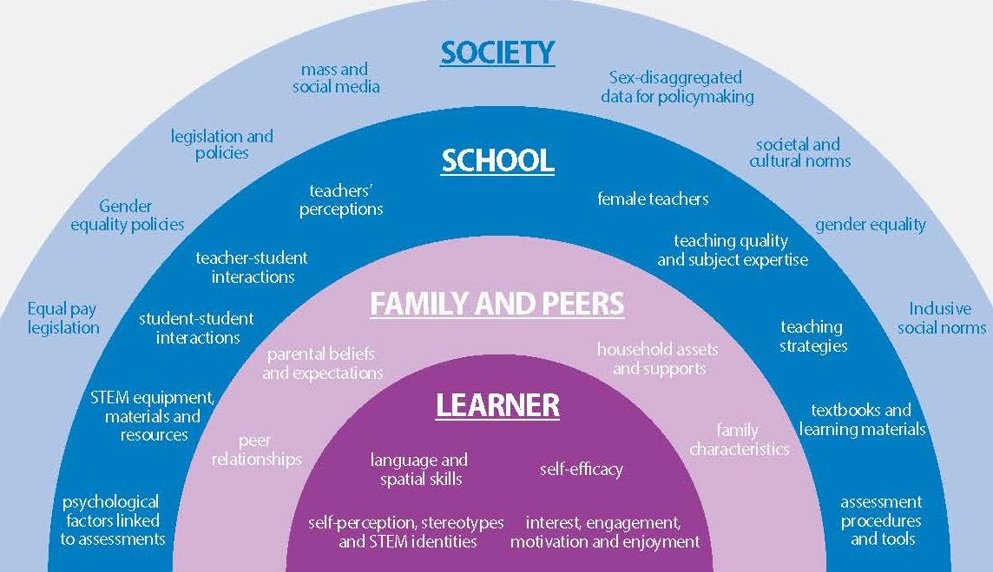 SOCIETY
mass and
social media
Sex-disaggregated
data for policymaking
legislation and
policies
societal and
cultural norms
Gender
equality policies
gender equality
Equal pay
legislation
Inclusive
social norms
SCHOOL
teachers’
perceptions
female teachers
teacher-student
interactions
teaching quality
and subject expertise
student-student
interactions
teaching
strategies
STEM equipment,
materials and
resources
textbooks and
learning materials
psychological
factors linked
to assessments
assessment
procedures
and tools
FAMILY AND PEERS
parental beliefs
and expectations
household assets
and supports
peer
relationships
family
characteristics
LEARNER
language and
spatial skills
self-efficacy
self-perception, stereotypes
and STEM identities
interest, engagement,
motivation and enjoyment